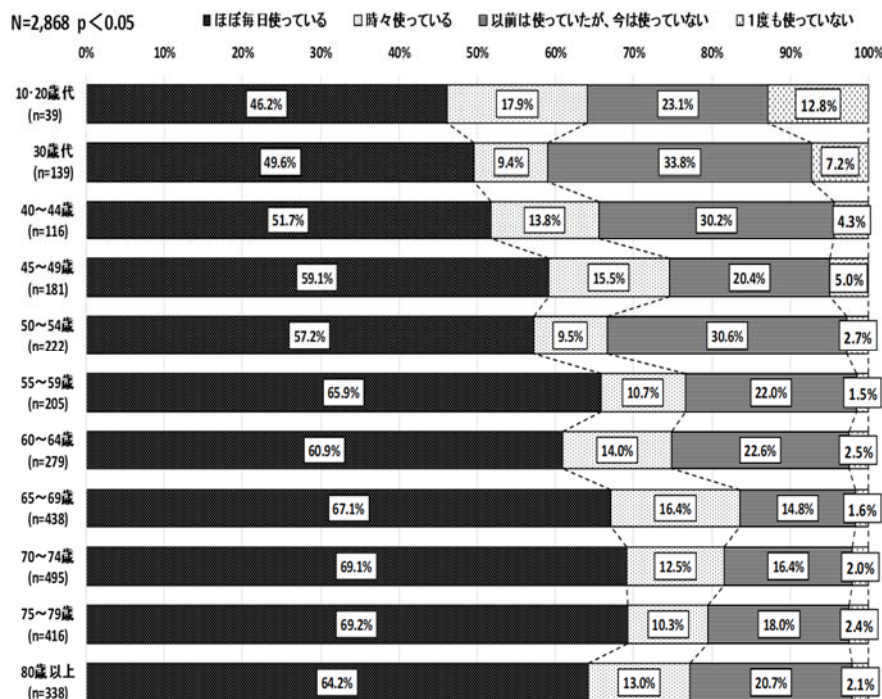 N=2,868 p＜0.05
■ほぼ毎日使っている
時々使っている
■以前は使っていたが、今は使っていない
1度も使っていない
0% 10% 20% 30% 40% 50% 60% 70% 80% 90% 100%
10・20歳代
(n=39)
46.2% 17.9% 23.1% 12.8%
30歳代
(n=139)
49.6% 9.4% 33.8% 7.2%
40～44歳
(n=116)
51.7% 13.8% 30.2% 4.3%
45～49歳
(n=181)
59.1% 15.5% 20.4% 5.0%
50～54歳
(n=222)
57.2% 9.5% 30.6% 2.7%
55～59歳
(n=205)
65.9% 10.7% 22.0% 1.5%
60～64歳
(n=279)
60.9% 14.0% 22.6% 2.5%
65～69歳
(n=438)
67.1% 16.4% 14.8% 1.6%
70～74歳
(n=495)
69.1% 12.5% 16.4% 2.0%
75～79歳
(n=416)
69.2% 10.3% 18.0% 2.4%
80歳以上
(n=338)
64.2% 13.0% 20.7% 2.1%